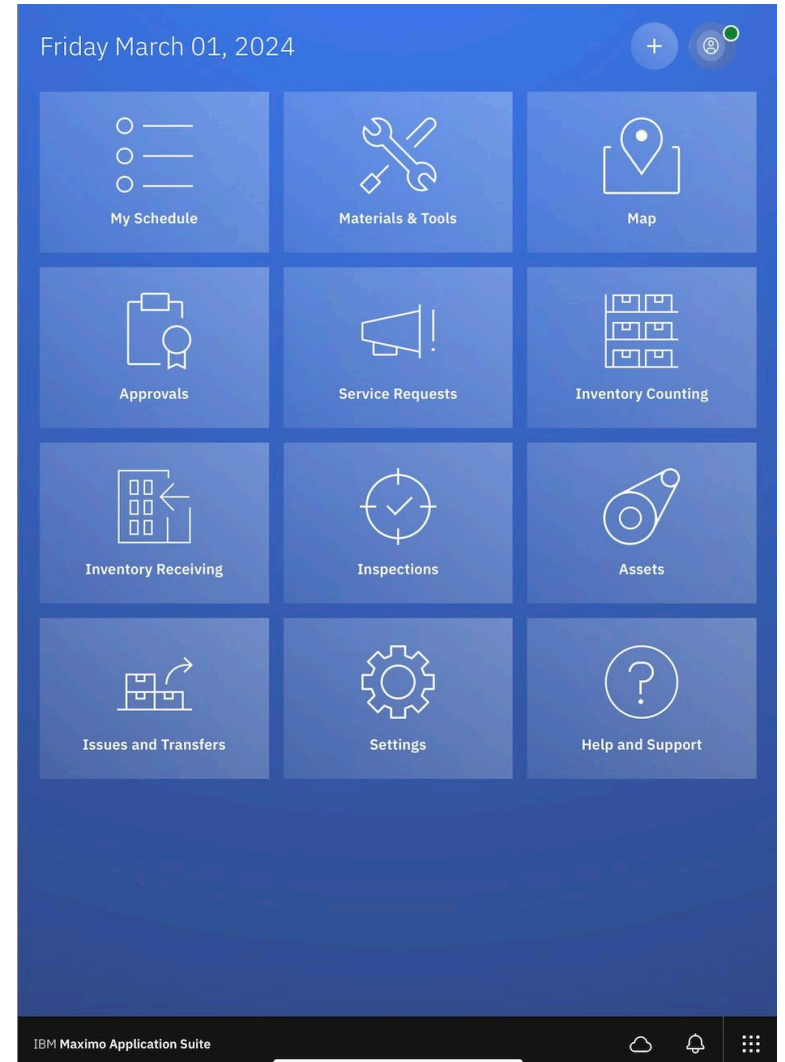 Friday March 01, 2024
My Schedule
Materials & Tools
Map
Approvals
Service Requests
Inventory Counting
Inventory Receiving
Inspections
Assets
Issues and Transfers
Settings
Help and Support
IBM Maximo Application Suite